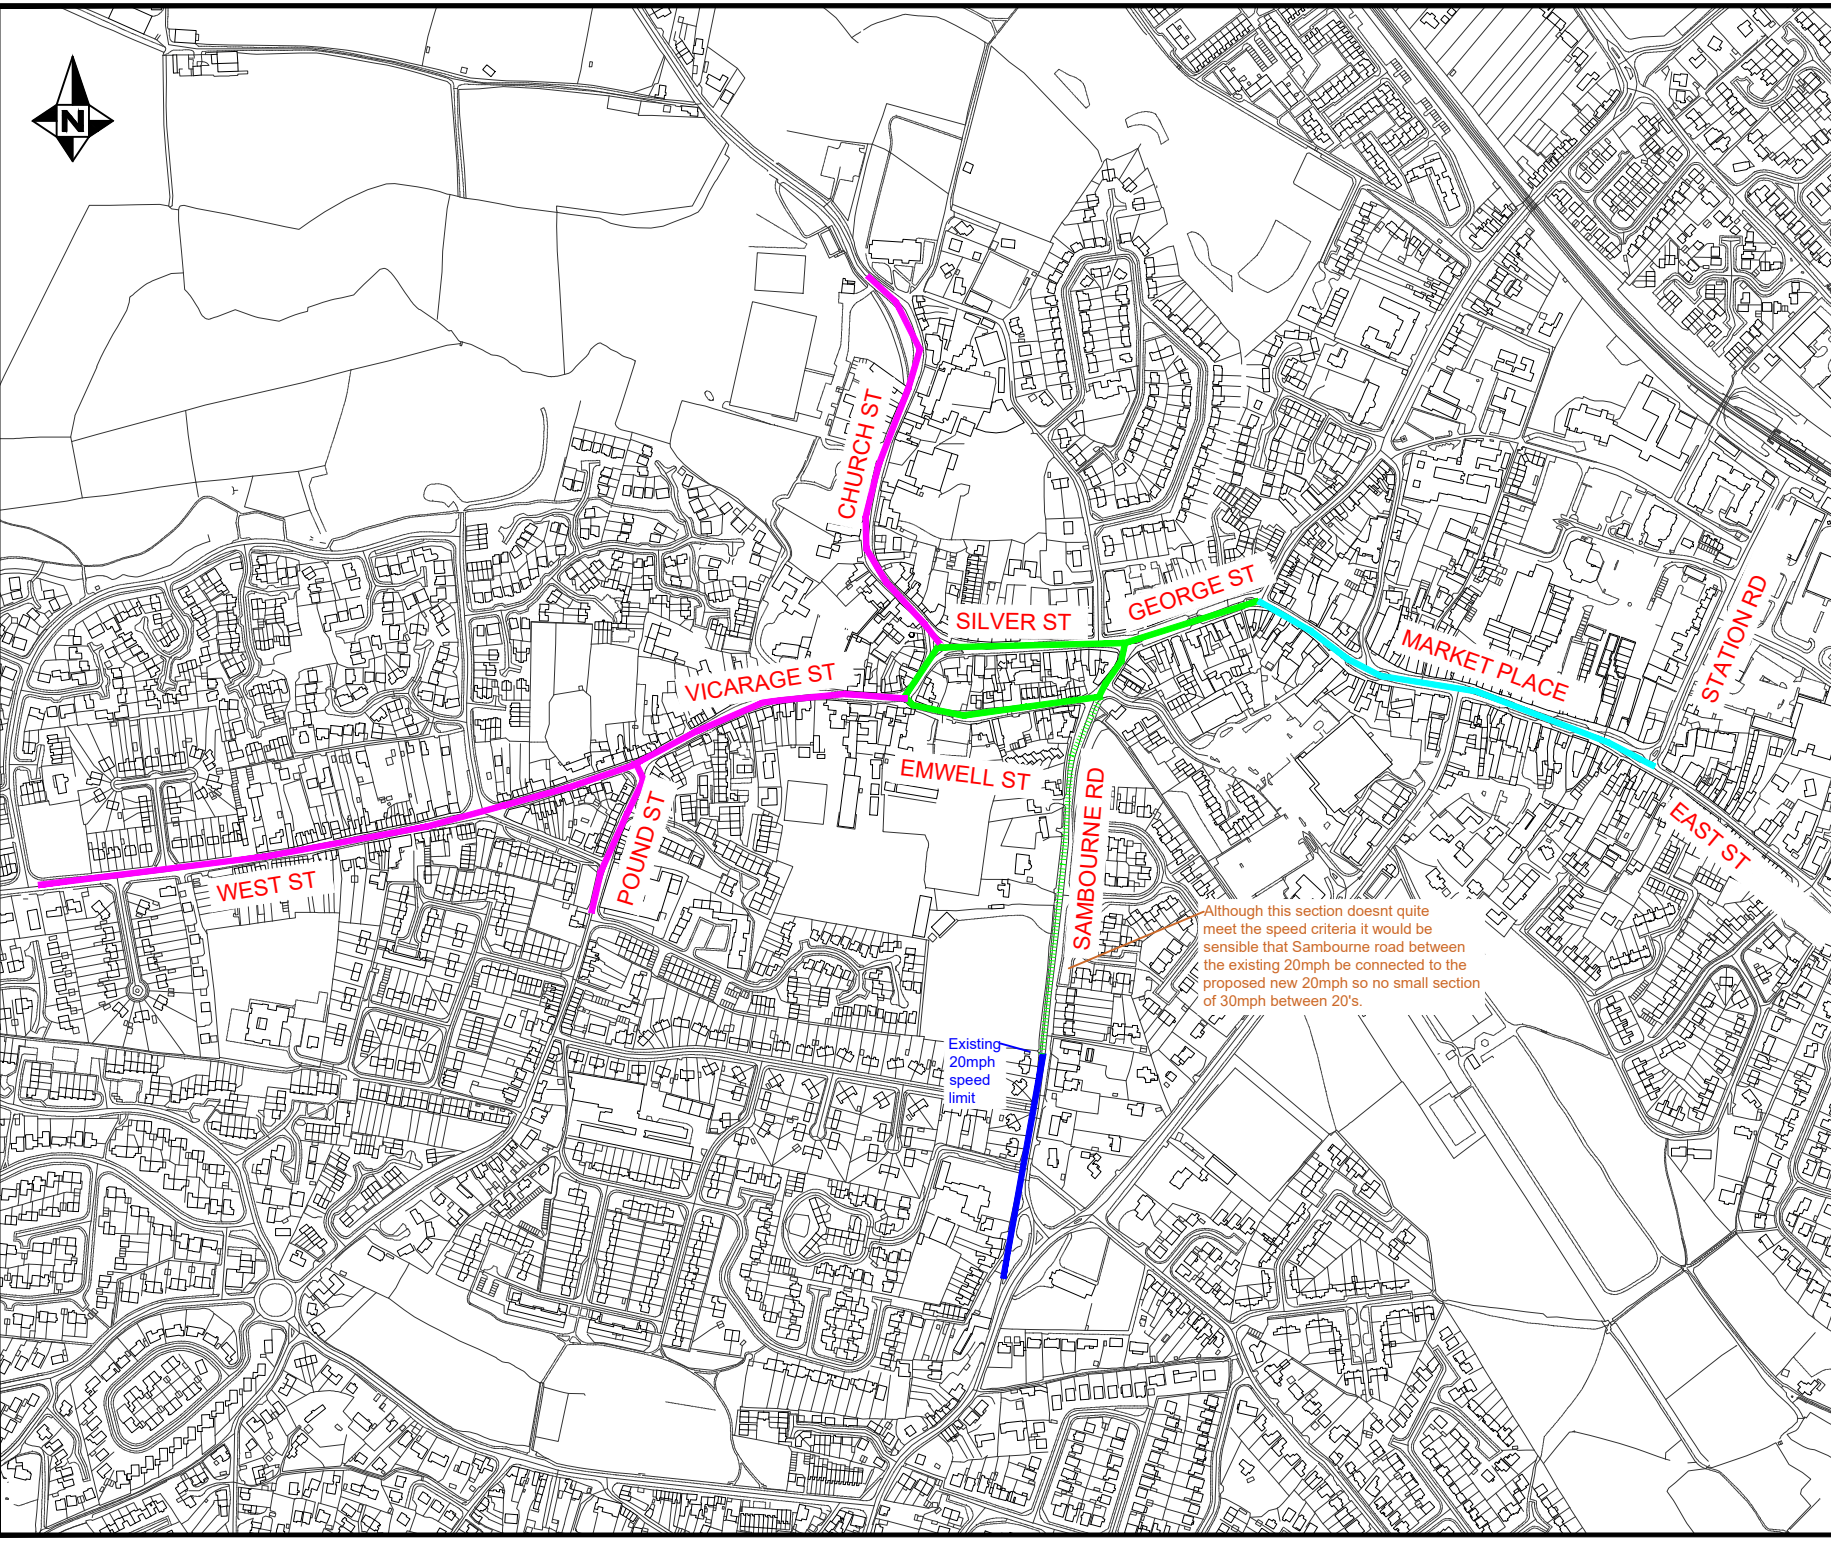 N
CHURCH ST
SILVER ST
GEORGE ST
MARKET PLACE
STATION RD
VICARAGE ST
EMWELL ST
POUND ST
WEST ST
SAMBOURNE RD
EAST ST
Although this section doesnt quite
meet the speed criteria it would be
sensible that Sambourne road between
the existing 20mph be connected to the
proposed new 20mph so no small section
of 30mph between 20's.
Existing
20mph
speed
limit